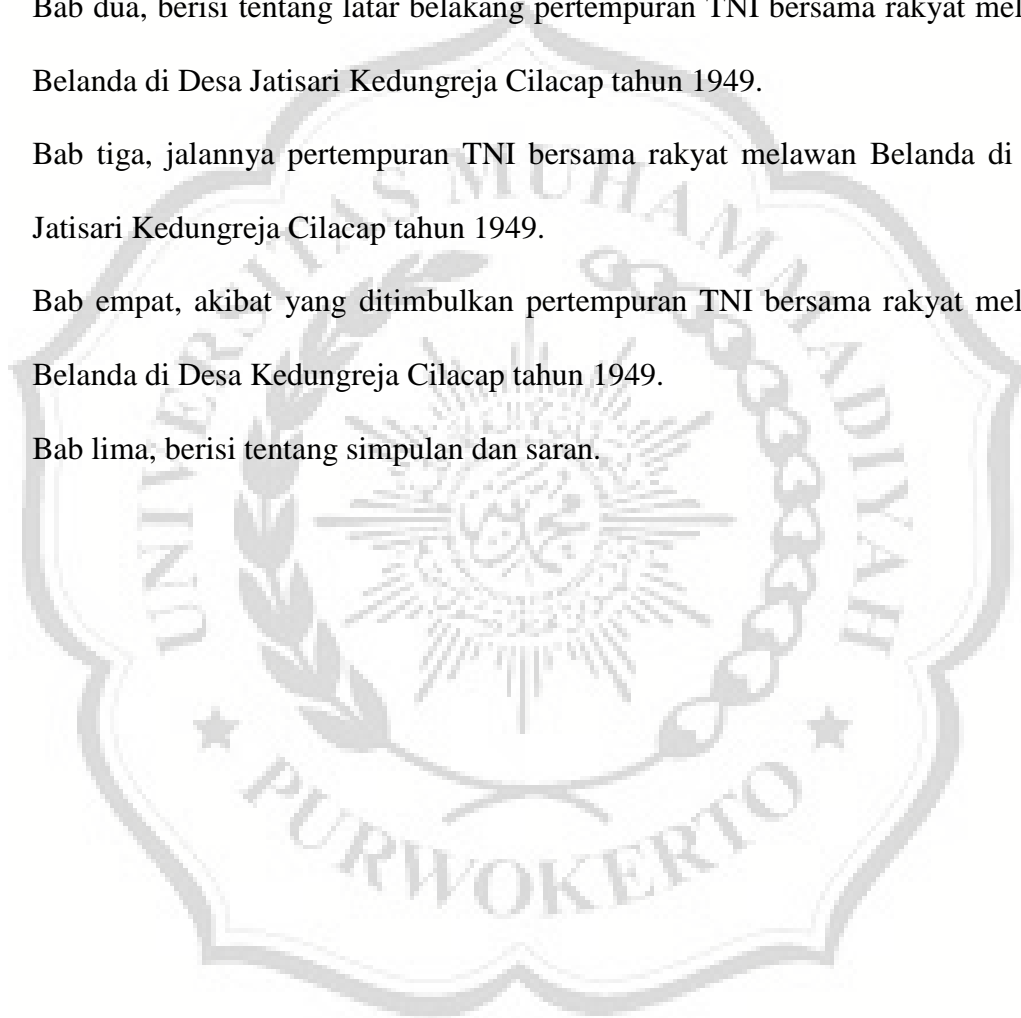 Bab dua, berisi tentang latar belakang pertempuran TNI bersama rakyat mel
Belanda di Desa Jatisari Kedungreja Cilacap tahun 1949.
Bab tiga, jalannya pertempuran TNI bersama rakyat melawan Belanda di
Jatisari Kedungreja Cilacap tahun 1949.
Bab empat, akibat yang ditimbulkan pertempuran TNI bersama rakyat mel
Belanda di Desa Kedungreja Cilacap tahun 1949.
Bab lima, berisi tentang simpulan dan saran.
UNIVERSITAS MUHAMMADIYAH
PURWOKERTO